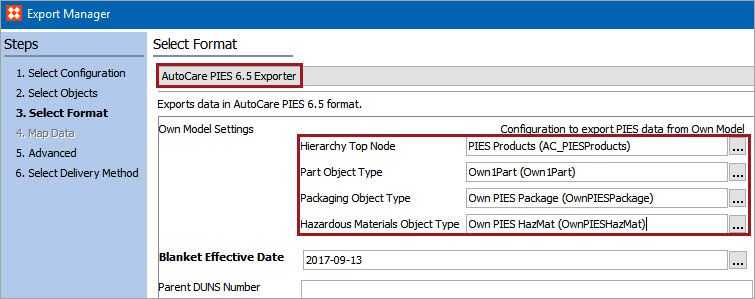 Export Manager
Steps
1. Select Configuration
2. Select Objects
3. Select Format
4. Map Data
5. Advanced
6. Select Delivery Method
Select Format
AutoCare PIES 6.5 Exporter
Exports data in AutoCare PIES 6.5 format.
Own Model Settings
Configuration to export PIES data from Own Model
Hierarchy Top Node PIES Products (AC_PIESProducts) ...
Part Object Type Own1Part (Own1Part) ...
Packaging Object Type Own PIES Package (OwnPIESPackage) ...
Hazardous Materials Object Type Own PIES HazMat (OwnPIESHazMat) ...
Blanket Effective Date 2017-09-13 ...
Parent DUNS Number